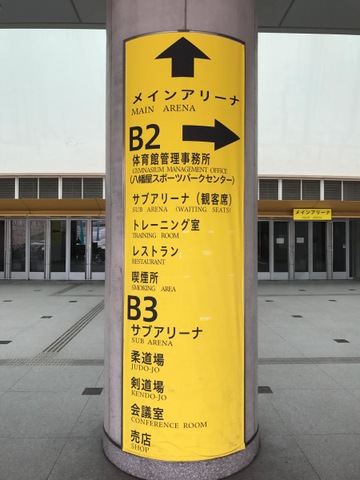 メインアリーナ
MAIN ARENA
B2
体育館管理事務所
GYMNASIUM MANAGEMENT OFFICE
(八幡屋スポーツパークセンター)
サブアリーナ(観客席)
SUB ARENA (WAITING SEATS)
トレーニング室
TRAINING ROOM
レストラン
RESTAURANT
喫煙所
SMOKING AREA
B3
サブアリーナ
SUB ARENA
柔道場
JUDO-JO
剣道場
KENDO-JO
会議室
CONFERENCE ROOM
売店
SHOP
メインアリーナ